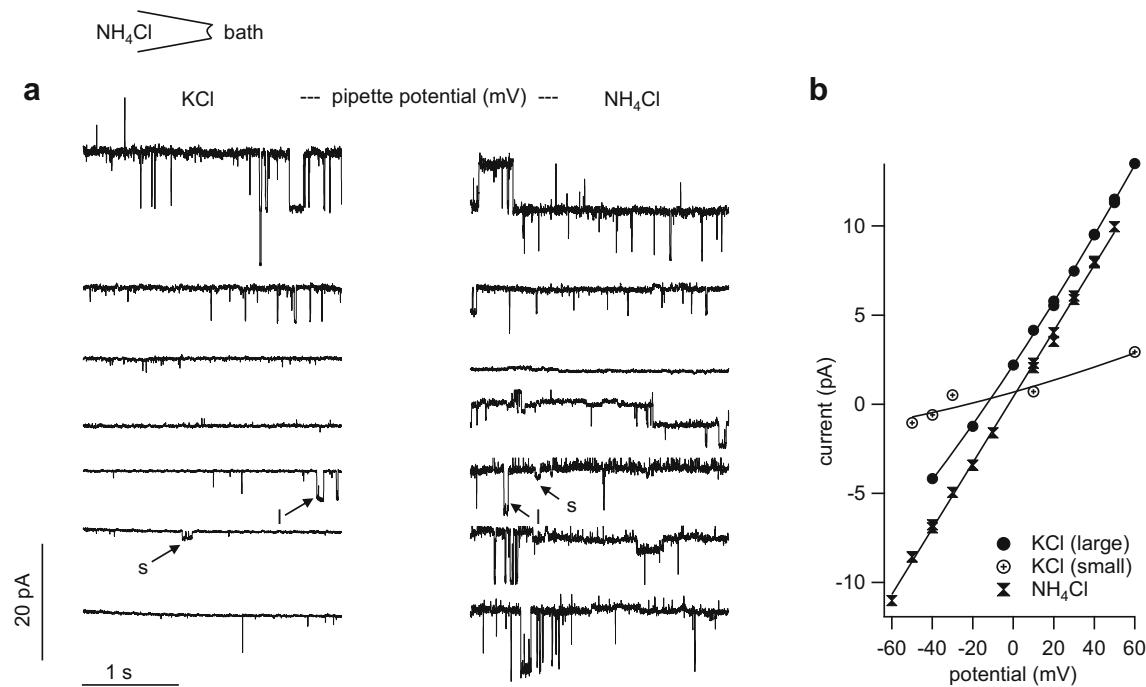 NH₄Cl bath
a
KCl --- pipette potential (mV) --- NH₄Cl
l
s
s
l
20 pA
1 s
b
current (pA)
10
5
0
-5
-10
KCl (large)
KCl (small)
NH₄Cl
-60 -40 -20 0 20 40 60
potential (mV)